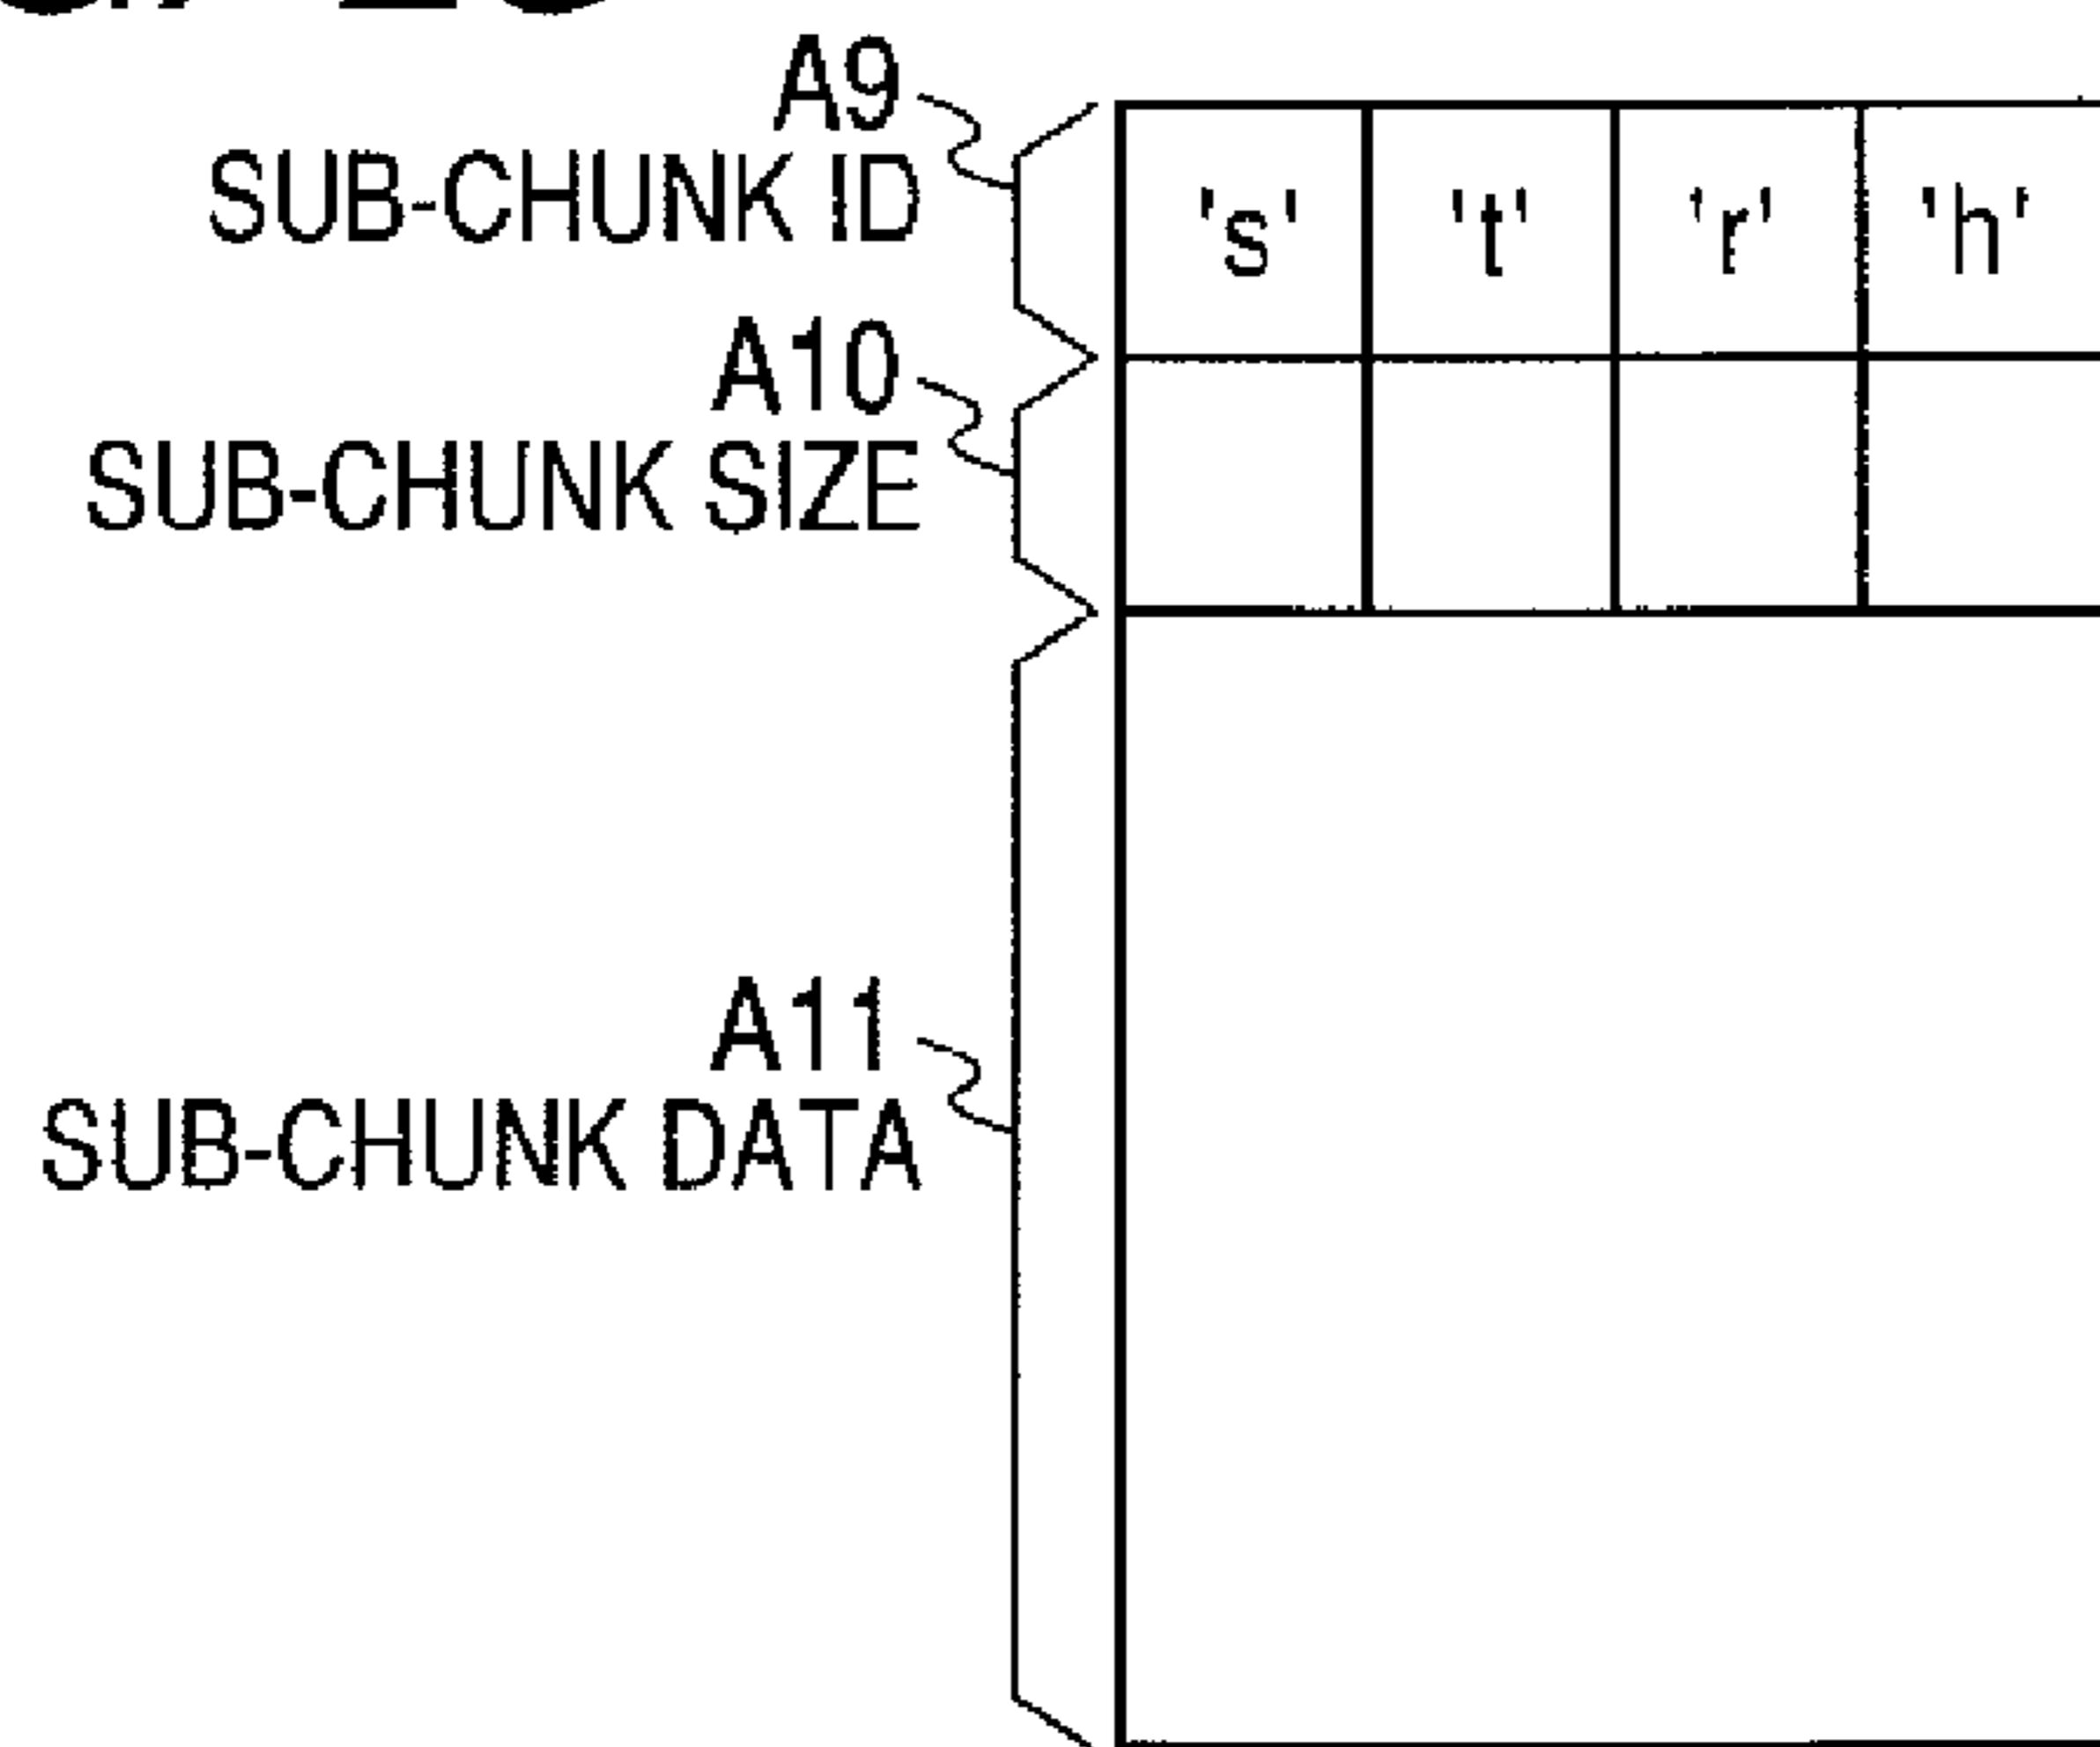 A9
SUB-CHUNK ID
's' 't' 'r' 'h'
A10
SUB-CHUNK SIZE
A11
SUB-CHUNK DATA